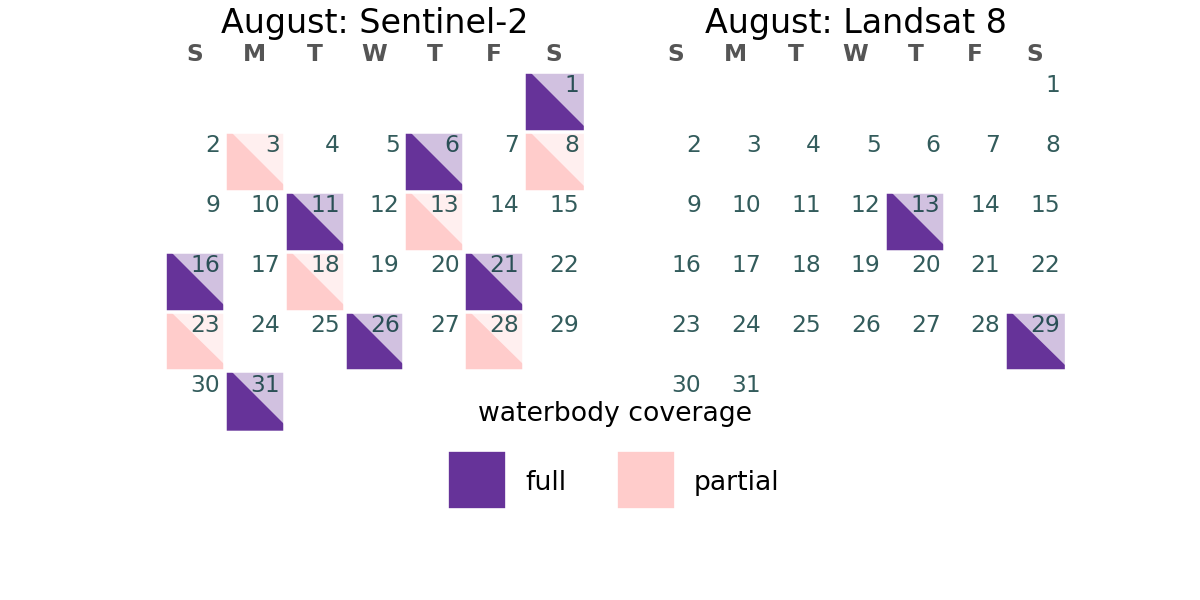 August: Sentinel-2
S M T W T F S
1
2 3 4 5 6 7 8
9 10 11 12 13 14 15
16 17 18 19 20 21 22
23 24 25 26 27 28 29
30 31
August: Landsat 8
S M T W T F S
1
2 3 4 5 6 7 8
9 10 11 12 13 14 15
16 17 18 19 20 21 22
23 24 25 26 27 28 29
30 31
waterbody coverage
full partial